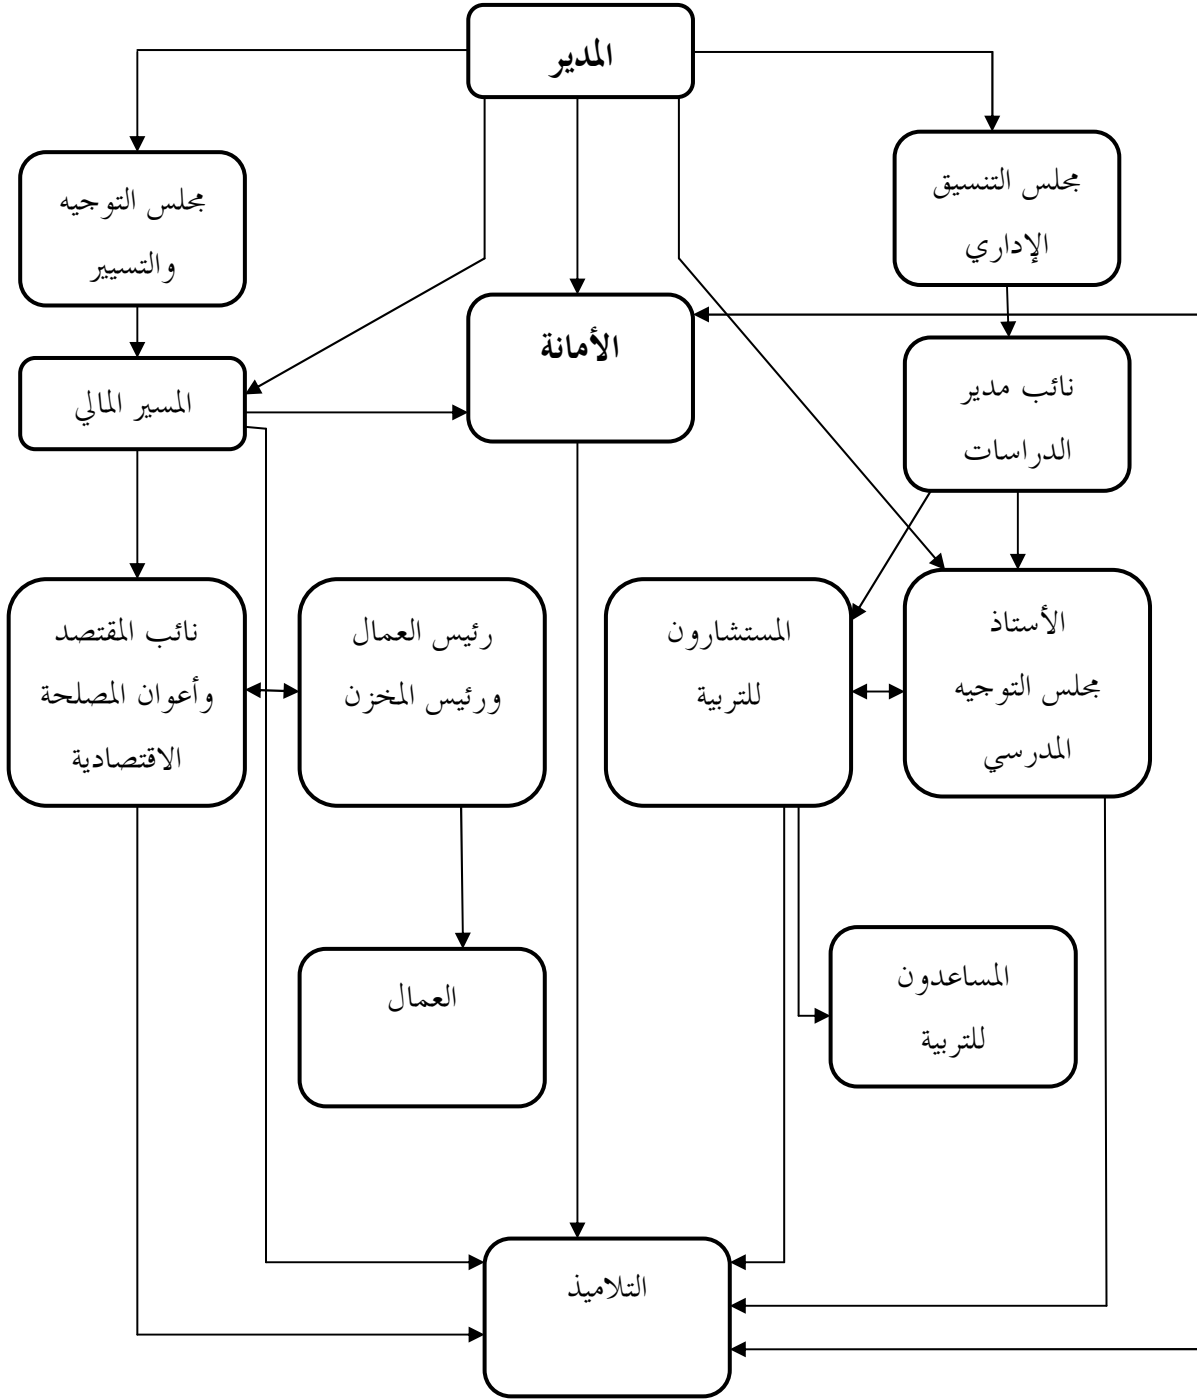 المدير
مجلس التنسيق
الإداري
مجلس التوجيه
والتسيير
الأمانة
نائب مدير
الدراسات
المسير المالي
الأستاذ
مجلس التوجيه
المدرسي
المستشارون
للتربية
رئيس العمال
ورئيس المخزن
نائب المقتصد
وأعوان المصلحة
الاقتصادية
المساعدون
للتربية
العمال
التلاميذ